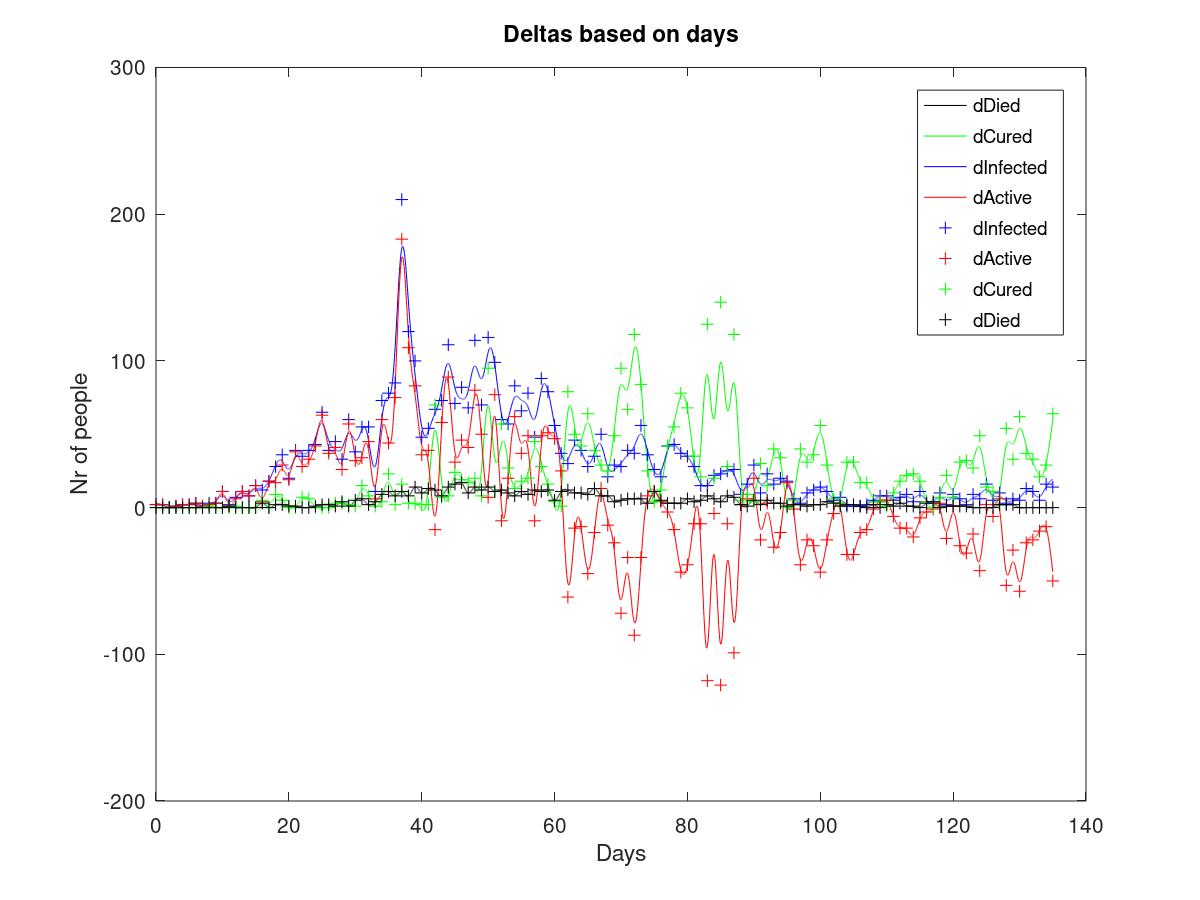 Deltas based on days
300
200
100
0
-100
-200
Nr of people
0 20 40 60 80 100 120 140
Days
dDied
dCured
dInfected
dActive
dInfected
dActive
dCured
dDied